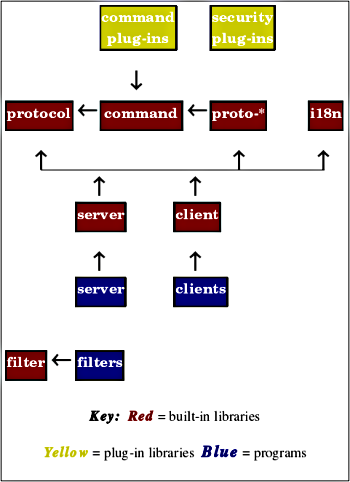 command security
plug-ins plug-ins
protocol command proto-* i18n
server client
server clients
filter filters
Key: Red = built-in libraries
Yellow = plug-in libraries Blue = programs